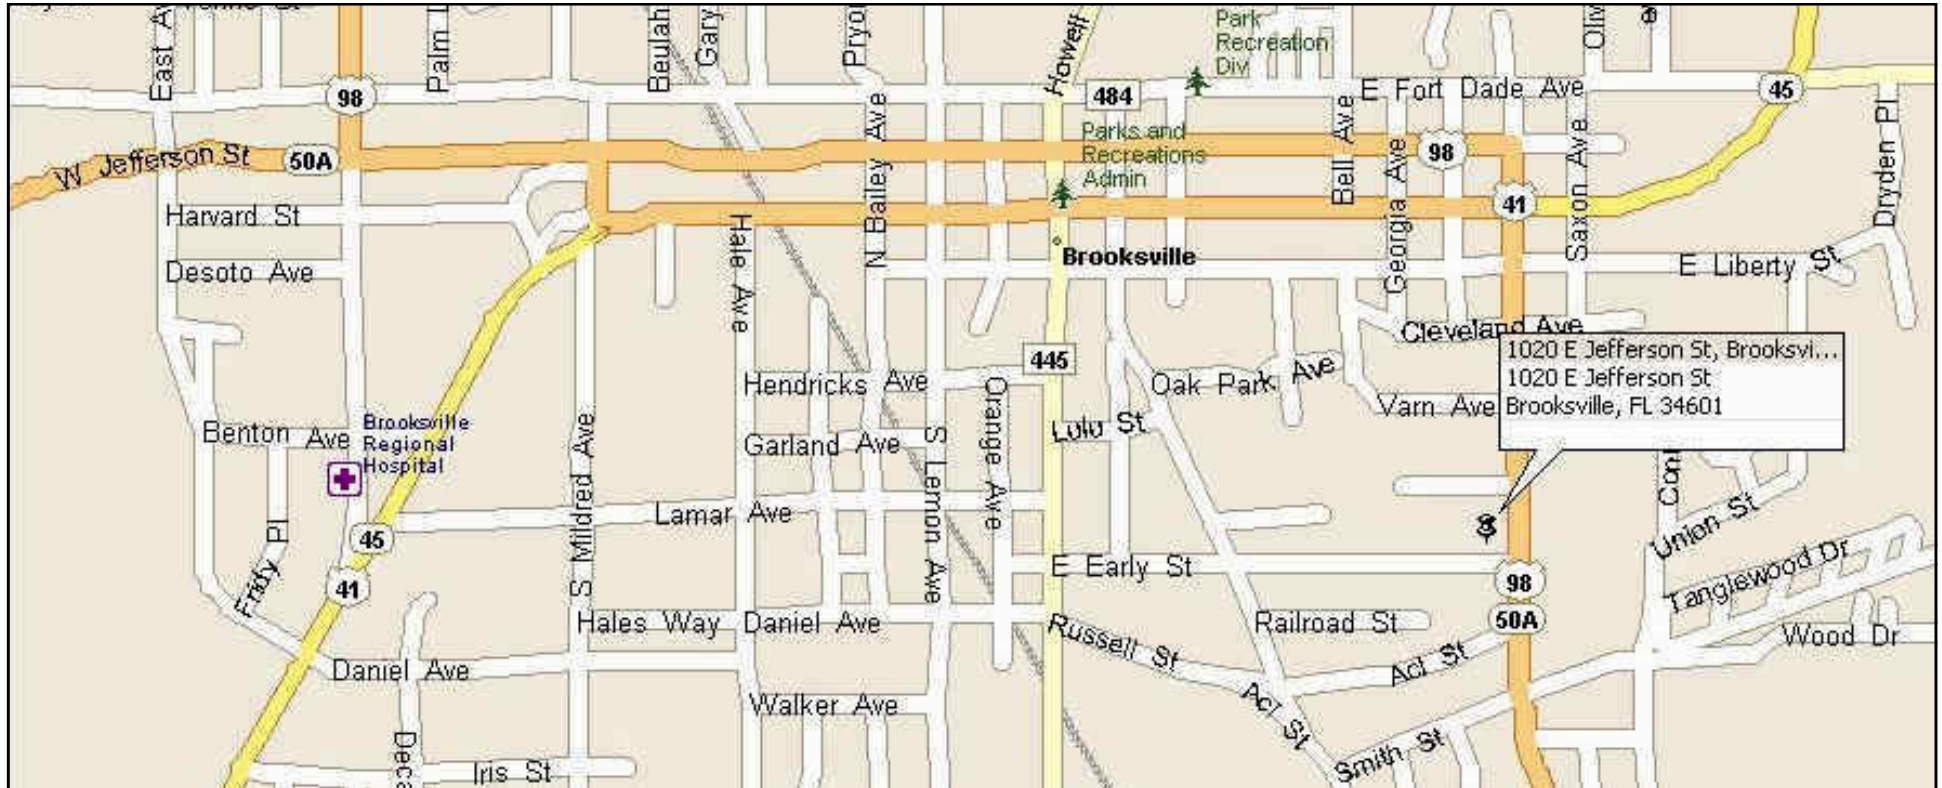 East Av
Palm
Beulah
Gary
Pryor
Howell
Park
Recreation
Div
98
484
E Fort Dade Ave
45
W Jefferson St
50A
N Bailey Ave
Parks and
Recreations
Admin
Bell Ave
98
Georgia Ave
Saxon Ave
Dryden Pl
41
Harvard St
Desoto Ave
Hale Ave
Brooksville
E Liberty St
Cleveland Ave
445
1020 E Jefferson St, Brooksvi...
1020 E Jefferson St
Brooksville, FL 34601
Hendricks Ave
Orange Ave
Oak Park Ave
Varn Ave
Benton Ave
Brooksville
Regional
Hospital
S Mildred Ave
Garland Ave
S Lemon Ave
Lulu St
Lamar Ave
Union St
Fridy Pl
45
41
E Early St
98
Tanglewood Dr
50A
Hales Way
Daniel Ave
Russell St
Railroad St
Wood Dr
Daniel Ave
Acl St
Walker Ave
Acl St
Smith St
Deca
Iris St